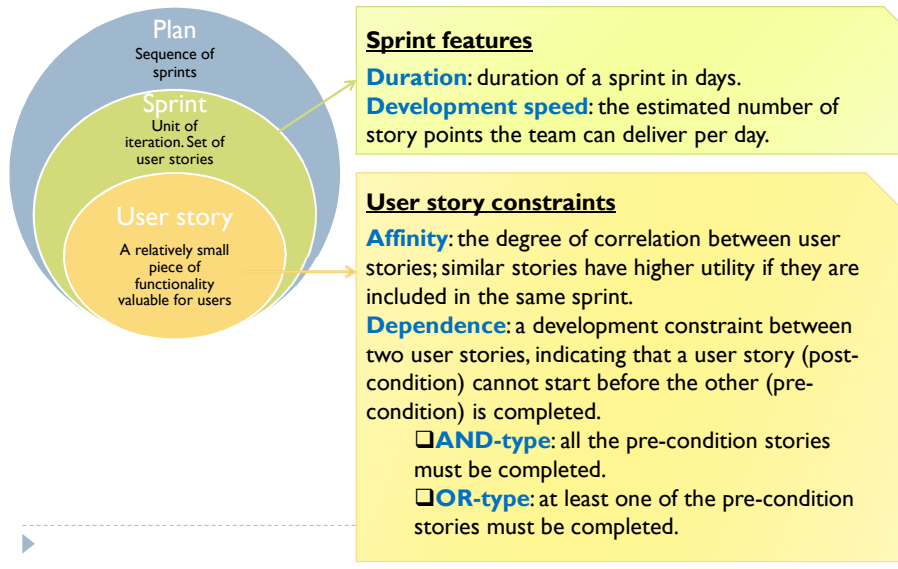 Plan
Sequence of
sprints
Sprint
Unit of
iteration. Set of
user stories
User story
A relatively small
piece of
functionality
valuable for users
Sprint features
Duration: duration of a sprint in days.
Development speed: the estimated number of
story points the team can deliver per day.
User story constraints
Affinity: the degree of correlation between user
stories; similar stories have higher utility if they are
included in the same sprint.
Dependence: a development constraint between
two user stories, indicating that a user story (post-
condition) cannot start before the other (pre-
condition) is completed.
❑AND-type: all the pre-condition stories
must be completed.
❑OR-type: at least one of the pre-condition
stories must be completed.